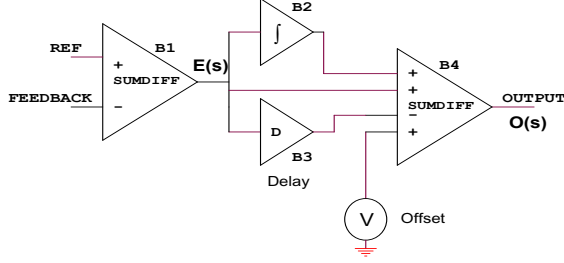 B2
∫
REF
B1
+
SUMDIFF
−
FEEDBACK
E(s)
B4
+
+
SUMDIFF
−
+
OUTPUT
O(s)
D
B3
Delay
V
Offset